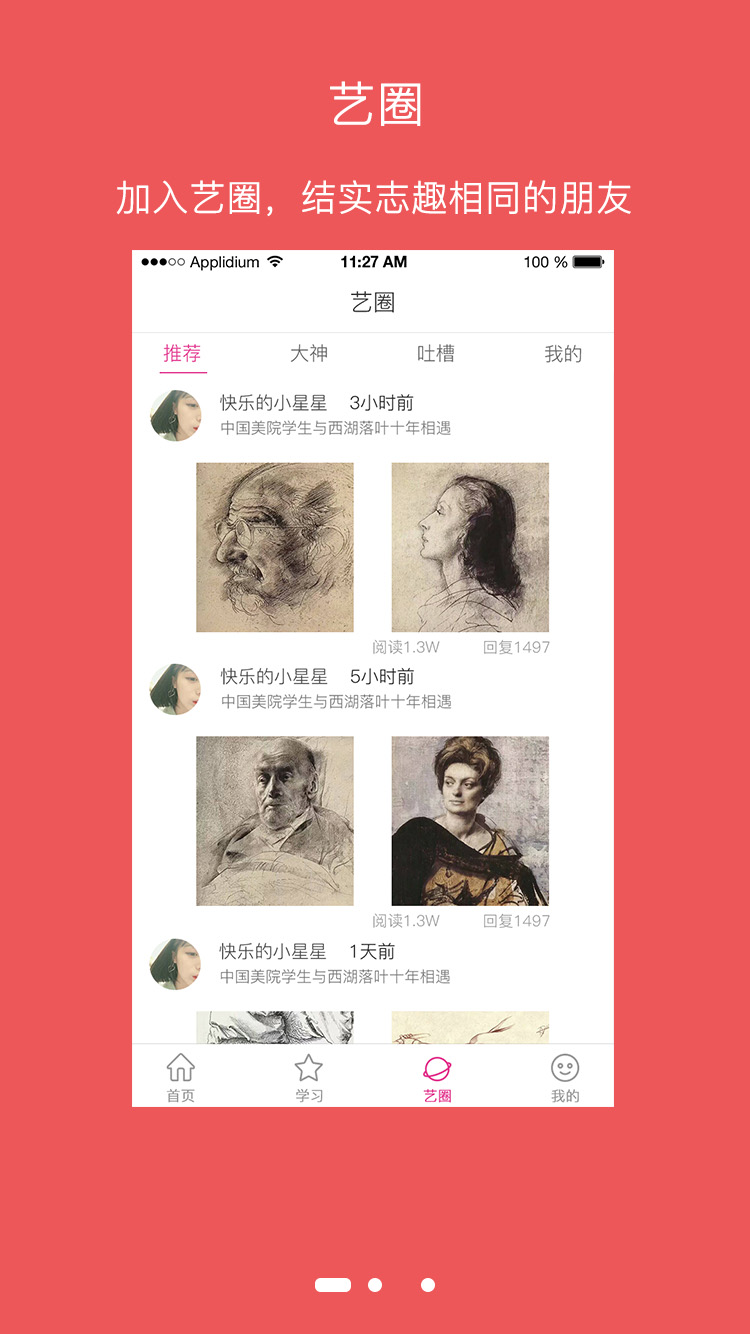 艺圈
加入艺圈，结实志趣相同的朋友
Applidium 11:27 AM 100 %
艺圈
推荐 大神 吐槽 我的
快乐的小星星 3小时前
中国美院学生与西湖落叶十年相遇
阅读1.3W 回复1497
快乐的小星星 5小时前
中国美院学生与西湖落叶十年相遇
阅读1.3W 回复1497
快乐的小星星 1天前
中国美院学生与西湖落叶十年相遇
首页 学习 艺圈 我的